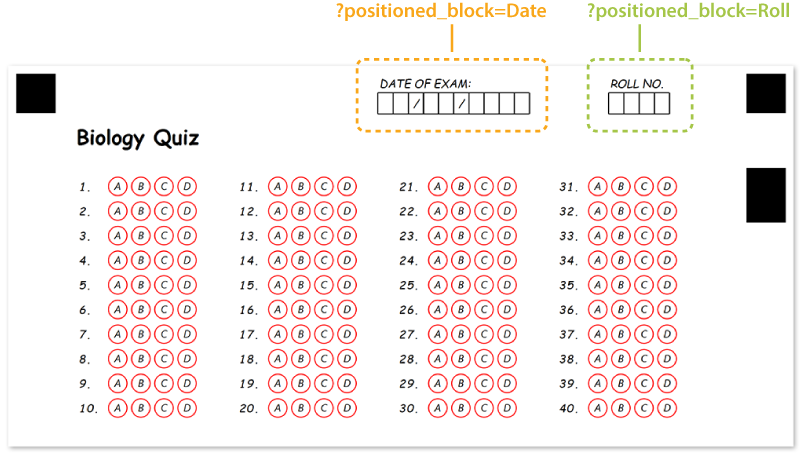 ?positioned_block=Date ?positioned_block=Roll
DATE OF EXAM: ROLL NO.
/ /
Biology Quiz
1. A B C D 11. A B C D 21. A B C D 31. A B C D
2. A B C D 12. A B C D 22. A B C D 32. A B C D
3. A B C D 13. A B C D 23. A B C D 33. A B C D
4. A B C D 14. A B C D 24. A B C D 34. A B C D
5. A B C D 15. A B C D 25. A B C D 35. A B C D
6. A B C D 16. A B C D 26. A B C D 36. A B C D
7. A B C D 17. A B C D 27. A B C D 37. A B C D
8. A B C D 18. A B C D 28. A B C D 38. A B C D
9. A B C D 19. A B C D 29. A B C D 39. A B C D
10. A B C D 20. A B C D 30. A B C D 40. A B C D